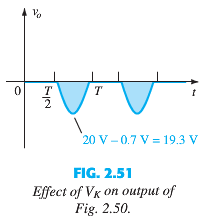 vo
0
T
2
T
t
20 V – 0.7 V = 19.3 V
FIG. 2.51
Effect of VK on output of
Fig. 2.50.